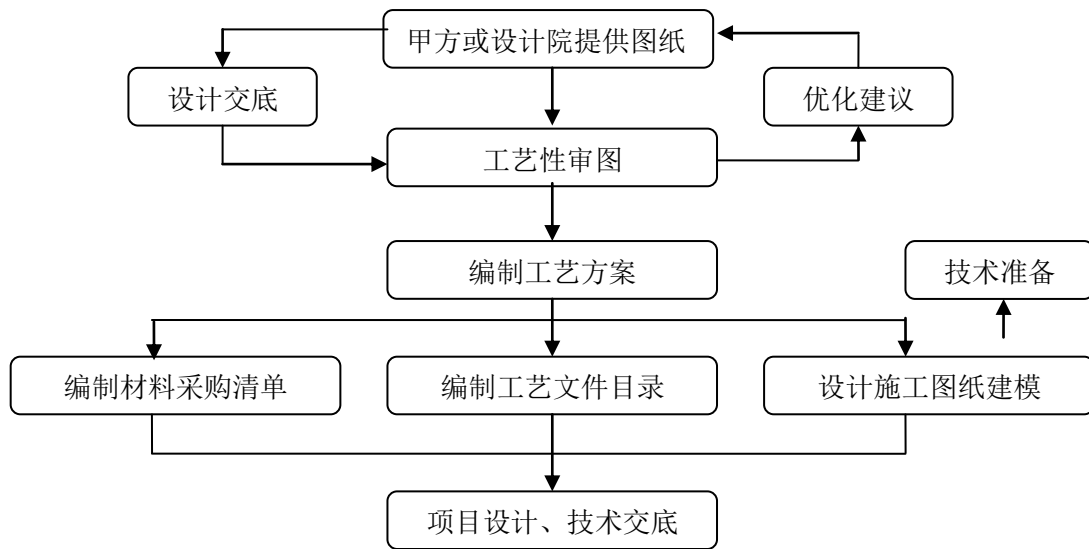 甲方或设计院提供图纸
设计交底
优化建议
工艺性审图
编制工艺方案
技术准备
编制材料采购清单
编制工艺文件目录
设计施工图纸建模
项目设计、技术交底